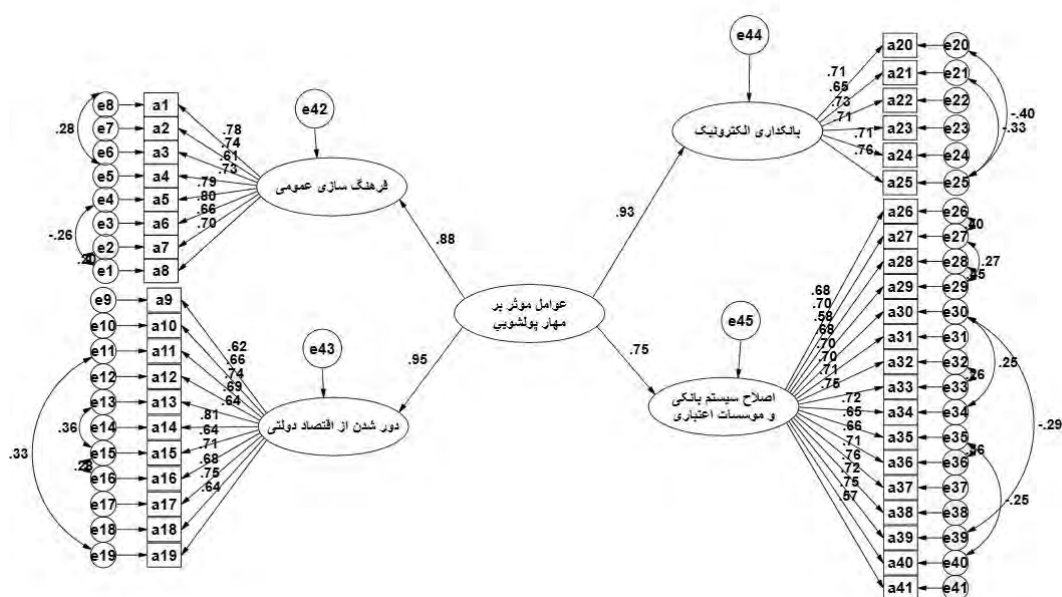 e44
a20 e20
.71
a21 e21
.65
a22 e22
.73
a23 e23
.71
a24 e24
.71
a25 e25
.76
-.40
-.33
بانکداری الکترونیک
e42
e8 a1
e7 a2
e6 a3
e5 a4
e4 a5
e3 a6
e2 a7
e1 a8
.28
-.26
.78
.74
.61
.73
.79
.80
.66
.70
فرهنگ سازی عمومی
.88
.93
عوامل موثر بر
مهار پولشویی
.95
.75
e9 a9
e10 a10
e11 a11
e12 a12
e13 a13
e14 a14
e15 a15
e16 a16
e17 a17
e18 a18
e19 a19
.33
.36
.62
.66
.74
.69
.64
.81
.64
.71
.68
.75
.64
e43
دور شدن از اقتصاد دولتی
e45
اصلاح سیستم بانکی
و موسسات اعتباری
.68
.70
.58
.68
.70
.70
.71
.75
.72
.65
.66
.71
.76
.72
.75
.57
a26 e26
a27 e27
a28 e28
a29 e29
a30 e30
a31 e31
a32 e32
a33 e33
a34 e34
a35 e35
a36 e36
a37 e37
a38 e38
a39 e39
a40 e40
a41 e41
.27
.25
-.29
-.25